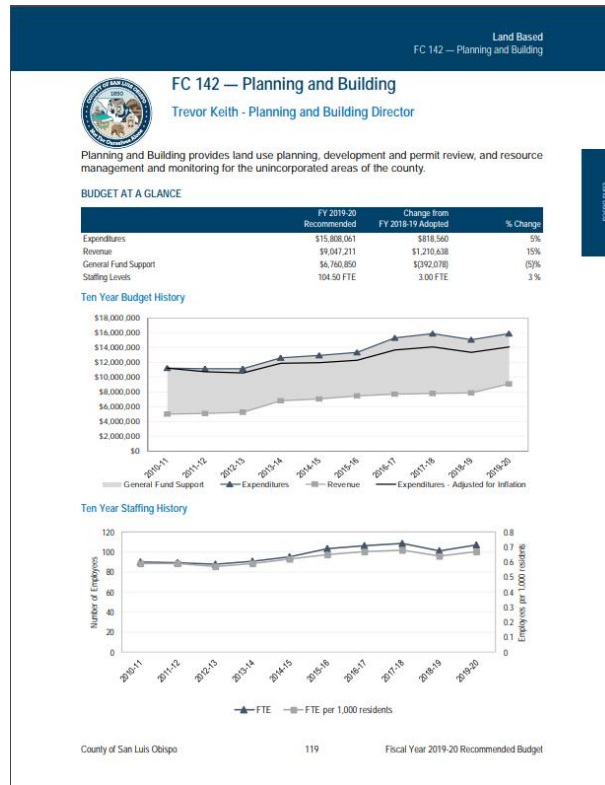 Land Based
FC 142 — Planning and Building
COUNTY OF SAN LUIS OBISPO
1850
FC 142 — Planning and Building
Trevor Keith - Planning and Building Director
Planning and Building provides land use planning, development and permit review, and resource
management and monitoring for the unincorporated areas of the county.
BUDGET AT A GLANCE
FY 2019-20 Recommended Change from FY 2018-19 Adopted % Change
Expenditures $15,808,061 $818,560 5%
Revenue $9,047,211 $1,210,638 15%
General Fund Support $6,760,850 $(392,078) (5)%
Staffing Levels 104.50 FTE 3.00 FTE 3 %
Ten Year Budget History
$18,000,000
$16,000,000
$14,000,000
$12,000,000
$10,000,000
$8,000,000
$6,000,000
$4,000,000
$2,000,000
$0
2010-11 2011-12 2012-13 2013-14 2014-15 2015-16 2016-17 2017-18 2018-19 2019-20
General Fund Support Expenditures Revenue Expenditures - Adjusted for Inflation
Ten Year Staffing History
Number of Employees
120
100
80
60
40
20
0
0.8
0.7
0.6
0.5
0.4
0.3
0.2
0.1
0
Employees per 1,000 residents
2010-11 2011-12 2012-13 2013-14 2014-15 2015-16 2016-17 2017-18 2018-19 2019-20
FTE FTE per 1,000 residents
County of San Luis Obispo 119 Fiscal Year 2019-20 Recommended Budget